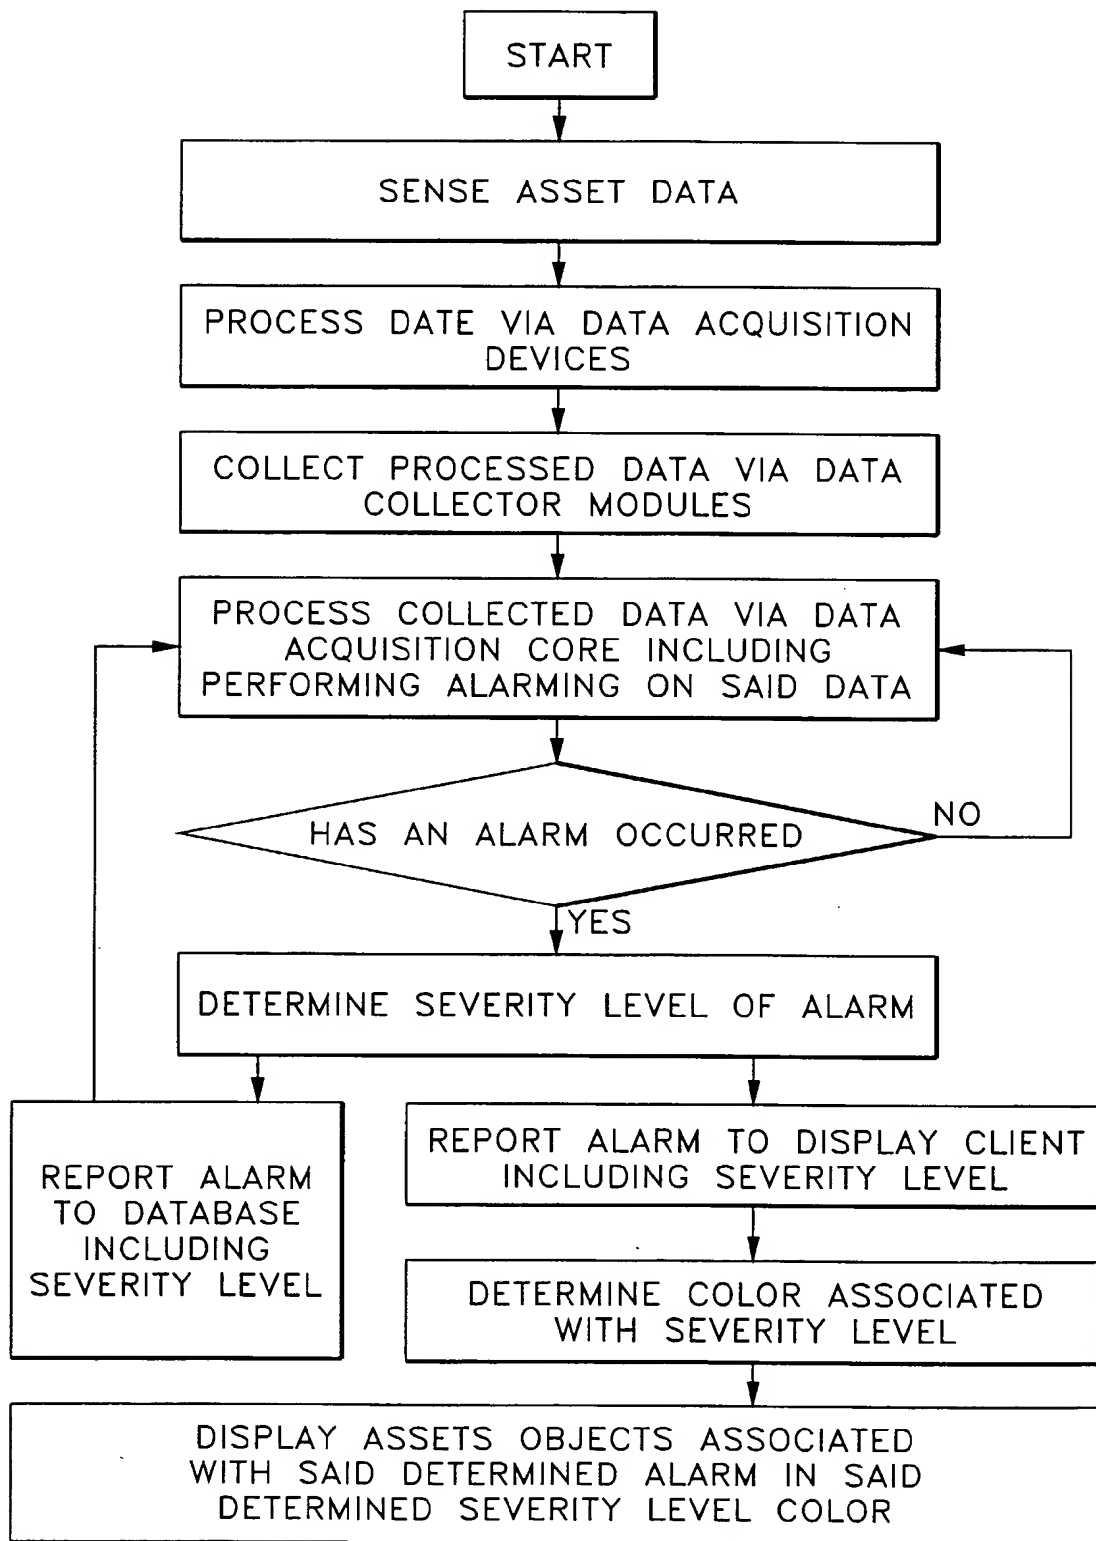 START
SENSE ASSET DATA
PROCESS DATE VIA DATA ACQUISITION
DEVICES
COLLECT PROCESSED DATA VIA DATA
COLLECTOR MODULES
PROCESS COLLECTED DATA VIA DATA
ACQUISITION CORE INCLUDING
PERFORMING ALARMING ON SAID DATA
HAS AN ALARM OCCURRED
NO
YES
DETERMINE SEVERITY LEVEL OF ALARM
REPORT ALARM
TO DATABASE
INCLUDING
SEVERITY LEVEL
REPORT ALARM TO DISPLAY CLIENT
INCLUDING SEVERITY LEVEL
DETERMINE COLOR ASSOCIATED
WITH SEVERITY LEVEL
DISPLAY ASSETS OBJECTS ASSOCIATED
WITH SAID DETERMINED ALARM IN SAID
DETERMINED SEVERITY LEVEL COLOR